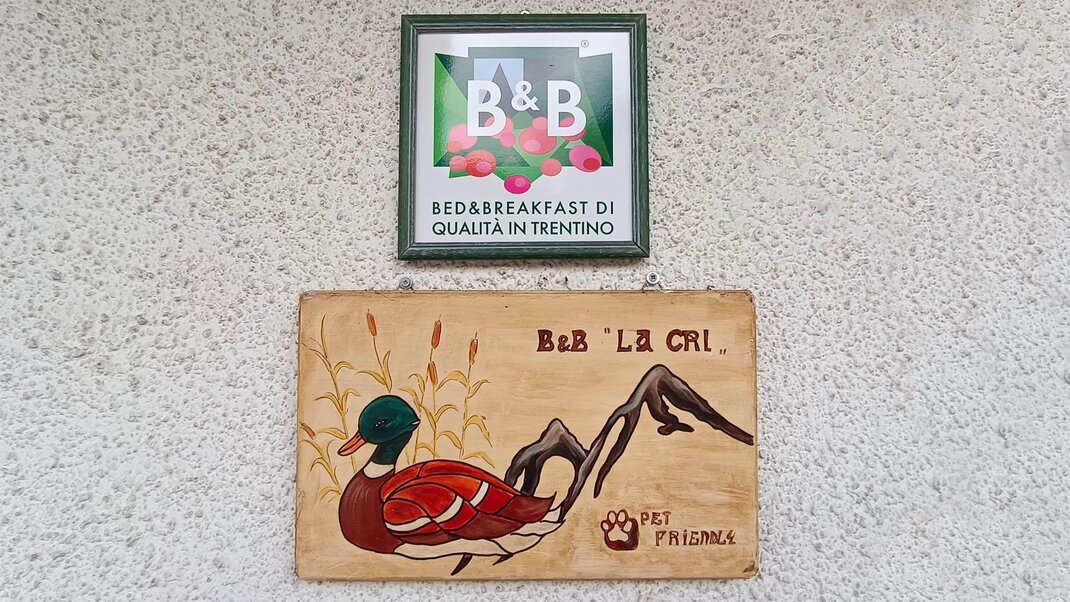 ®
B&B
BED&BREAKFAST DI
QUALITÀ IN TRENTINO
B&B "LA CRI„
PET
FRIENDLY